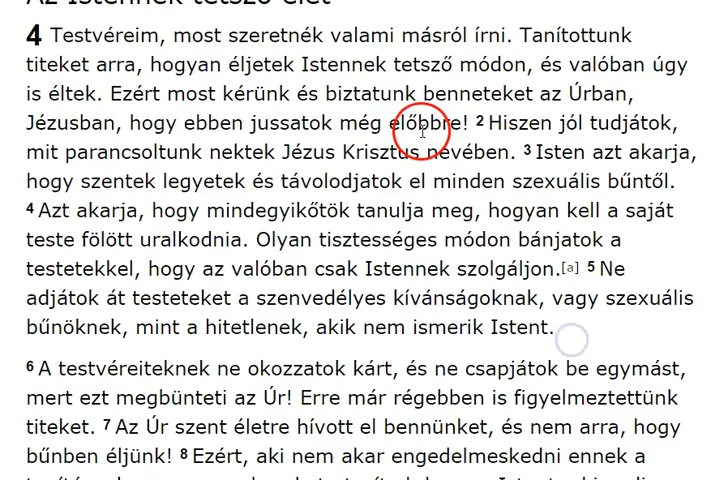 Az Istennek tetsző élet
4 Testvéreim, most szeretnék valami másról írni. Tanítottunk
titeket arra, hogyan éljetek Istennek tetsző módon, és valóban úgy
is éltek. Ezért most kérünk és biztatunk benneteket az Úrban,
Jézusban, hogy ebben jussatok még előbbre! 2 Hiszen jól tudjátok,
mit parancsoltunk nektek Jézus Krisztus nevében. 3 Isten azt akarja,
hogy szentek legyetek és távolodjatok el minden szexuális bűntől.
4 Azt akarja, hogy mindegyikőtök tanulja meg, hogyan kell a saját
teste fölött uralkodnia. Olyan tisztességes módon bánjatok a
testetekkel, hogy az valóban csak Istennek szolgáljon.[a] 5 Ne
adjátok át testeteket a szenvedélyes kívánságoknak, vagy szexuális
bűnöknek, mint a hitetlenek, akik nem ismerik Istent.
6 A testvéreiteknek ne okozzatok kárt, és ne csapjátok be egymást,
mert ezt megbünteti az Úr! Erre már régebben is figyelmeztettünk
titeket. 7 Az Úr szent életre hívott el bennünket, és nem arra, hogy
bűnben éljünk! 8 Ezért, aki nem akar engedelmeskedni ennek a